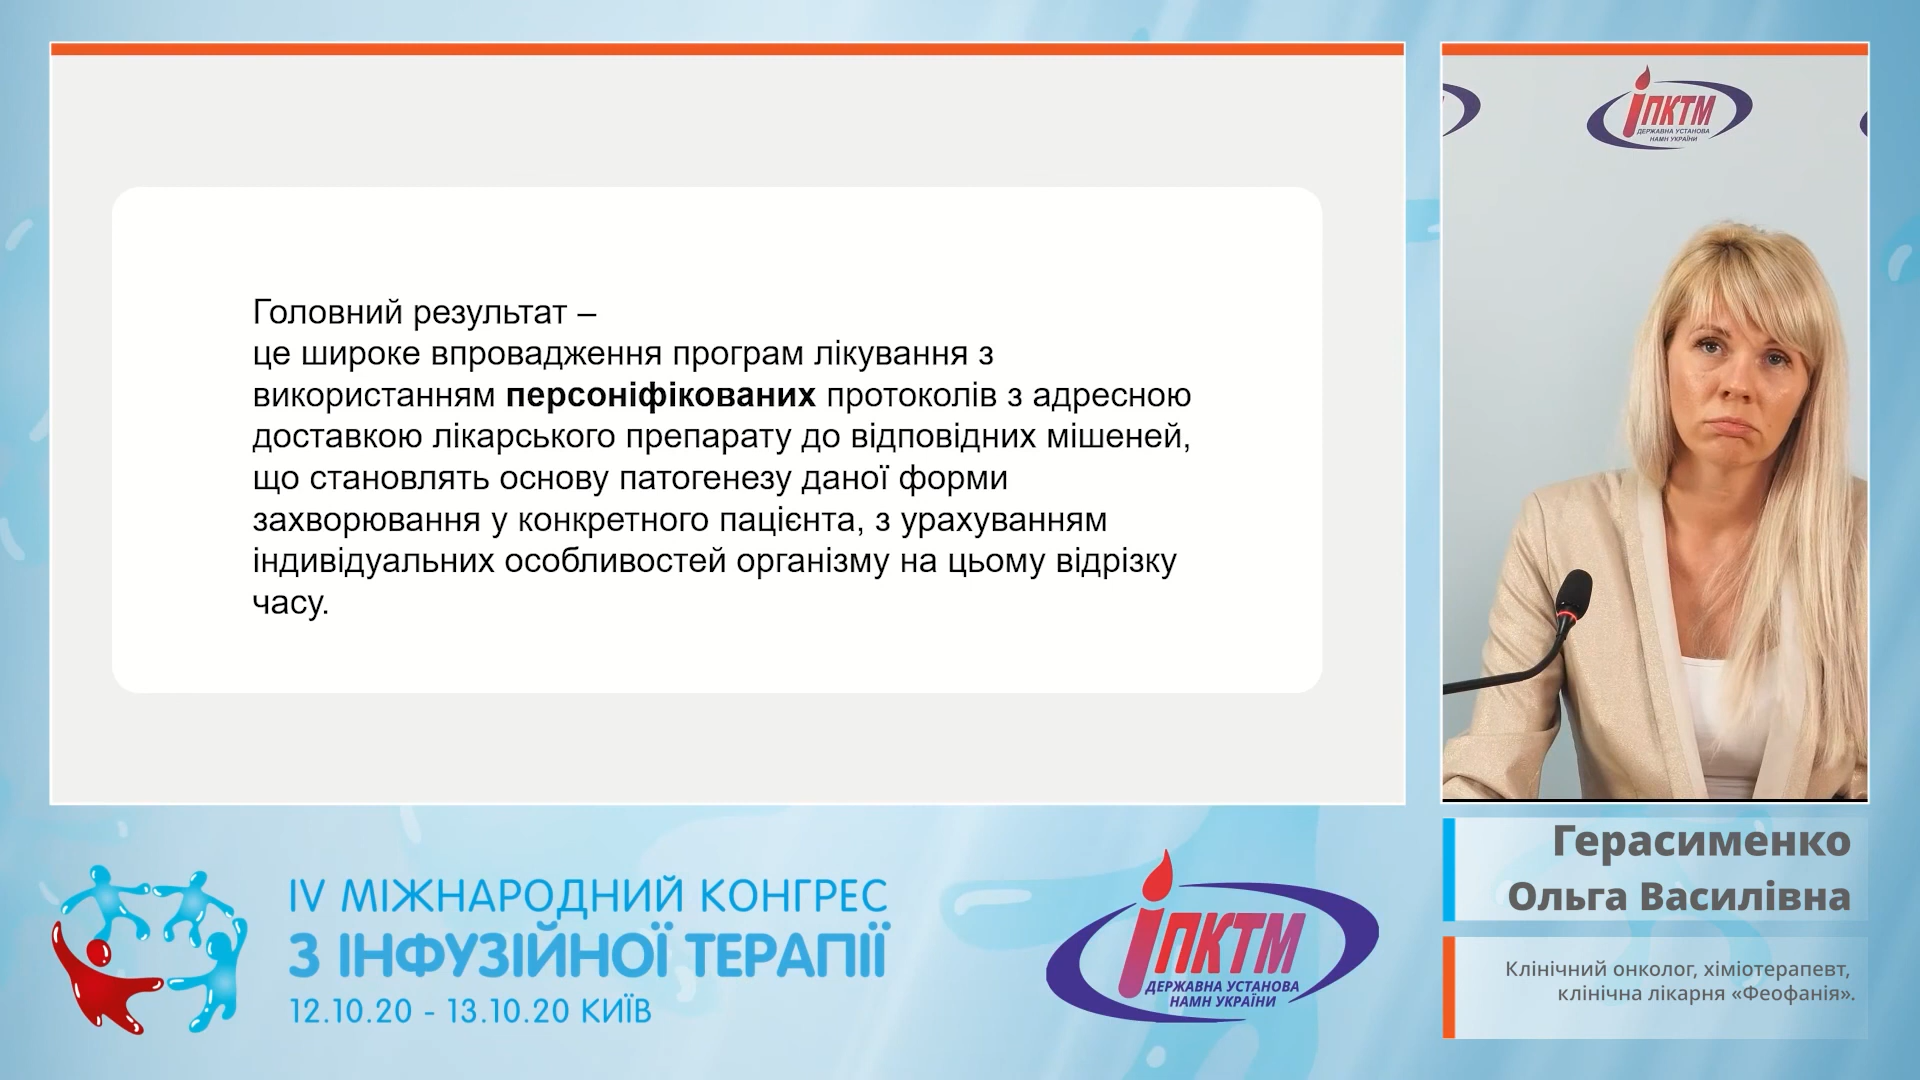 Головний результат –
це широке впровадження програм лікування з
використанням персоніфікованих протоколів з адресною
доставкою лікарського препарату до відповідних мішеней,
що становлять основу патогенезу даної форми
захворювання у конкретного пацієнта, з урахуванням
індивідуальних особливостей організму на цьому відрізку
часу.
ІПКТМ
ДЕРЖАВНА УСТАНОВА
НАМН УКРАЇНИ
Герасименко
Ольга Василівна
Клінічний онколог, хіміотерапевт,
клінічна лікарня «Феофанія».
IV МІЖНАРОДНИЙ КОНГРЕС
З ІНФУЗІЙНОЇ ТЕРАПІЇ
12.10.20 - 13.10.20 КИЇВ
ІПКТМ
ДЕРЖАВНА УСТАНОВА
НАМН УКРАЇНИ